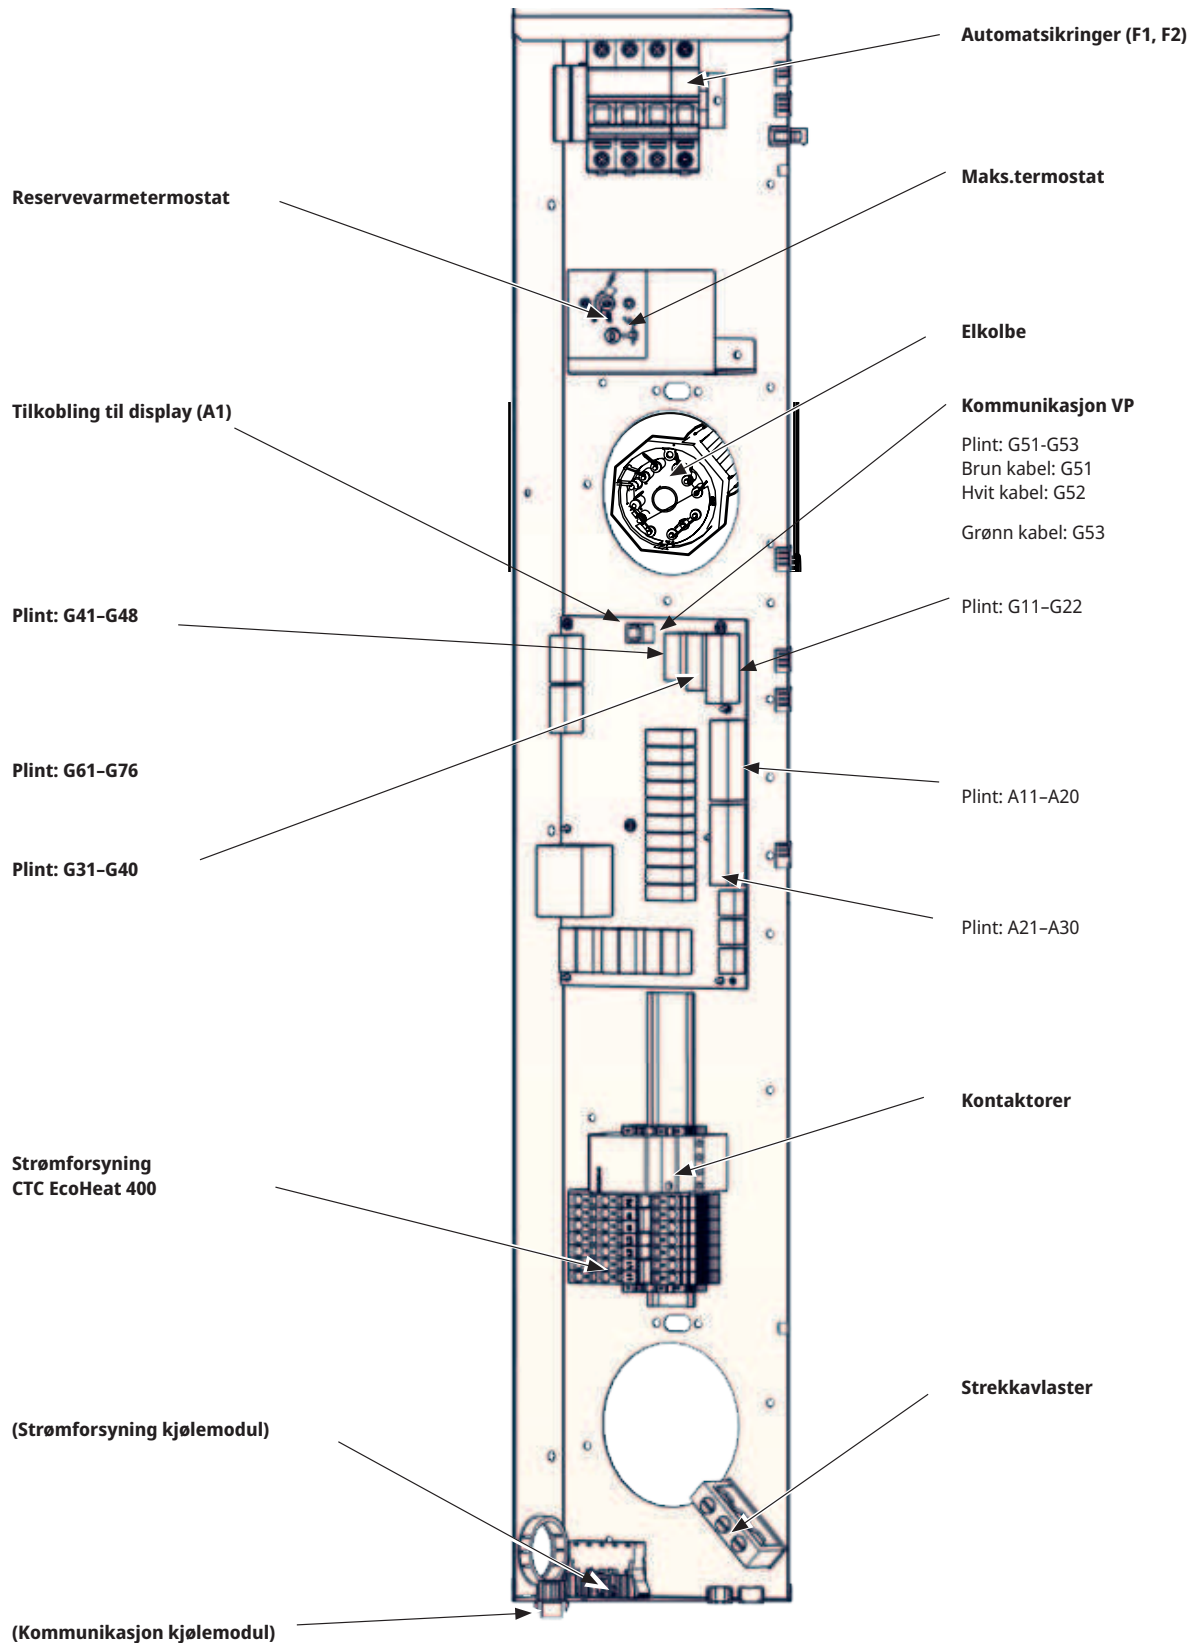 Automatsikringer (F1, F2)
Maks.termostat
Reservevarmetermostat
Elkolbe
Tilkobling til display (A1)
Kommunikasjon VP
Plint: G51-G53
Brun kabel: G51
Hvit kabel: G52
Grønn kabel: G53
Plint: G41–G48
Plint: G11–G22
Plint: G61–G76
Plint: A11–A20
Plint: G31–G40
Plint: A21–A30
Kontaktorer
Strømforsyning
CTC EcoHeat 400
Strekkavlaster
(Strømforsyning kjølemodul)
(Kommunikasjon kjølemodul)